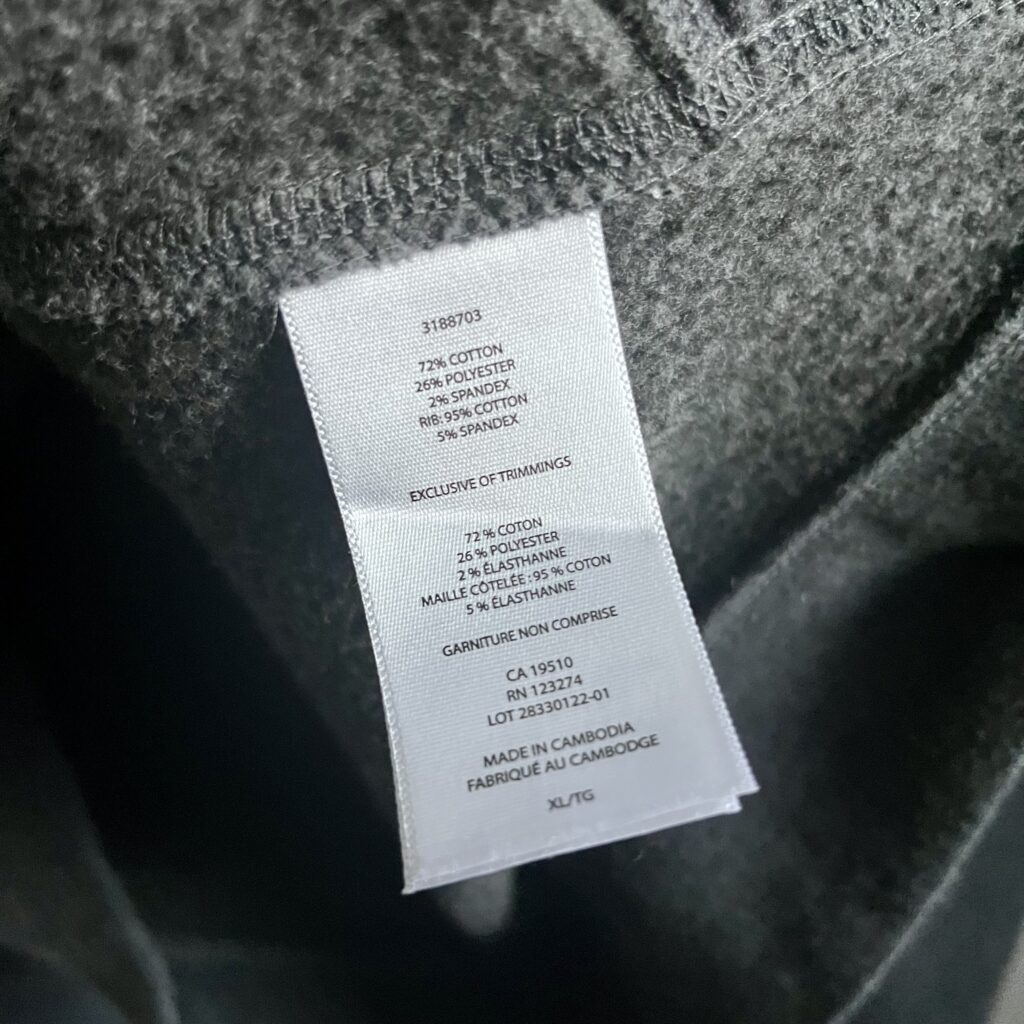 3188703
72% COTTON
26% POLYESTER
2% SPANDEX
RIB: 95% COTTON
5% SPANDEX
EXCLUSIVE OF TRIMMINGS
72 % COTON
26 % POLYESTER
2 % ÉLASTHANNE
MAILLE CÔTELÉE : 95 % COTON
5 % ÉLASTHANNE
GARNITURE NON COMPRISE
CA 19510
RN 123274
LOT 28330122-01
MADE IN CAMBODIA
FABRIQUÉ AU CAMBODGE
XL/TG